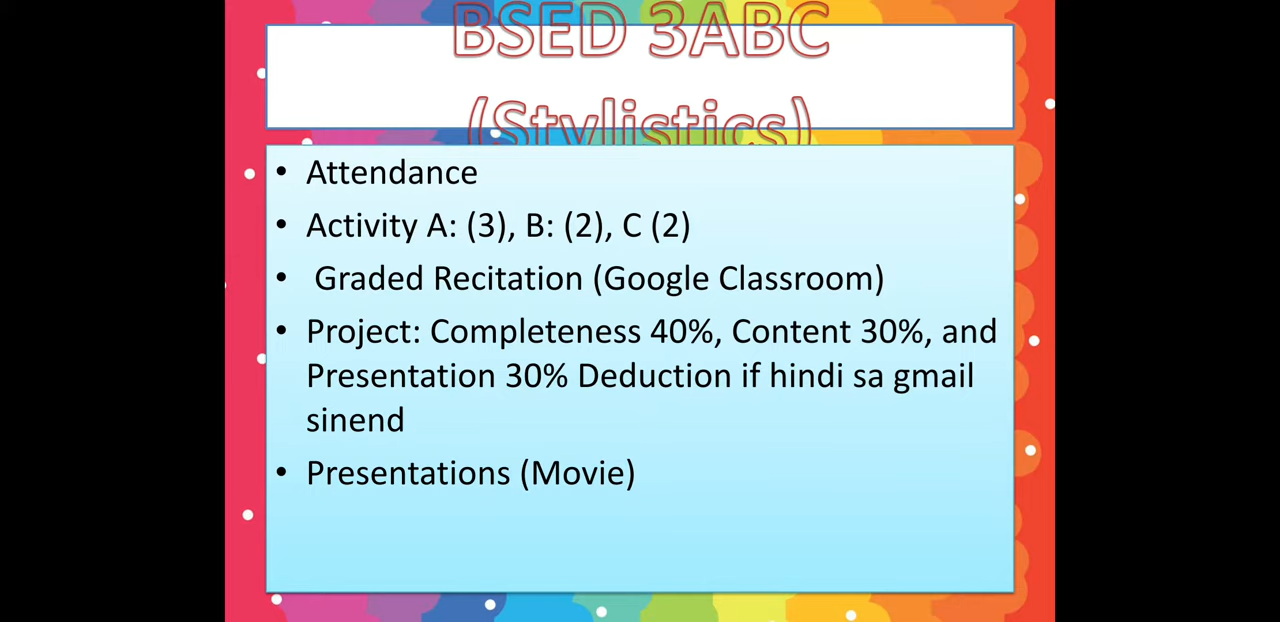 BSED 3ABC
(Stylistics)
• Attendance
• Activity A: (3), B: (2), C (2)
• Graded Recitation (Google Classroom)
• Project: Completeness 40%, Content 30%, and
Presentation 30% Deduction if hindi sa gmail
sinend
• Presentations (Movie)